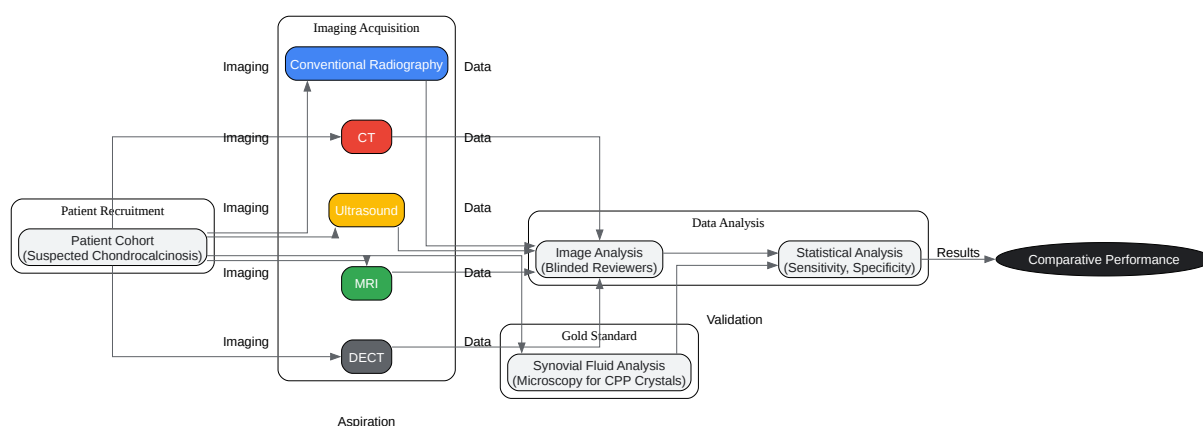 Imaging Acquisition
Imaging
Conventional Radiography
Data
Imaging
CT
Data
Patient Recruitment
Patient Cohort
(Suspected Chondrocalcinosis)
Imaging
Ultrasound
Data
Imaging
MRI
Data
Imaging
DECT
Data
Aspiration
Data Analysis
Image Analysis
(Blinded Reviewers)
Statistical Analysis
(Sensitivity, Specificity)
Results
Comparative Performance
Validation
Gold Standard
Synovial Fluid Analysis
(Microscopy for CPP Crystals)